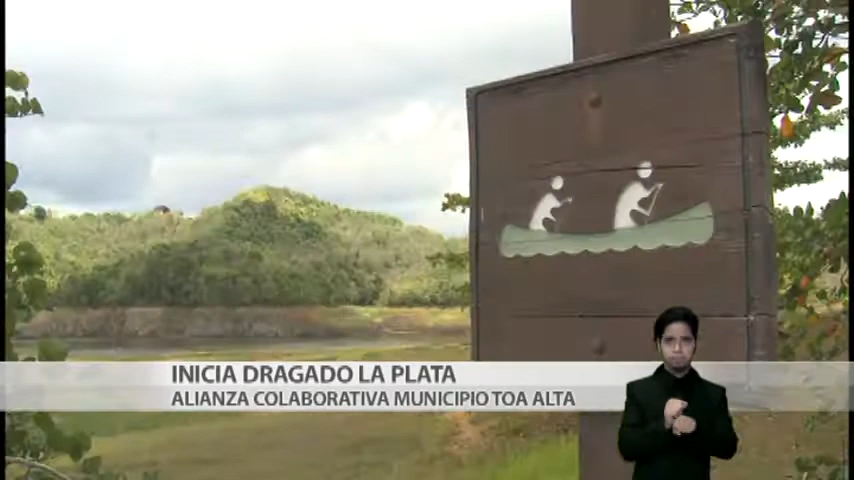 INICIA DRAGADO LA PLATA
ALIANZA COLABORATIVA MUNICIPIO TOA ALTA